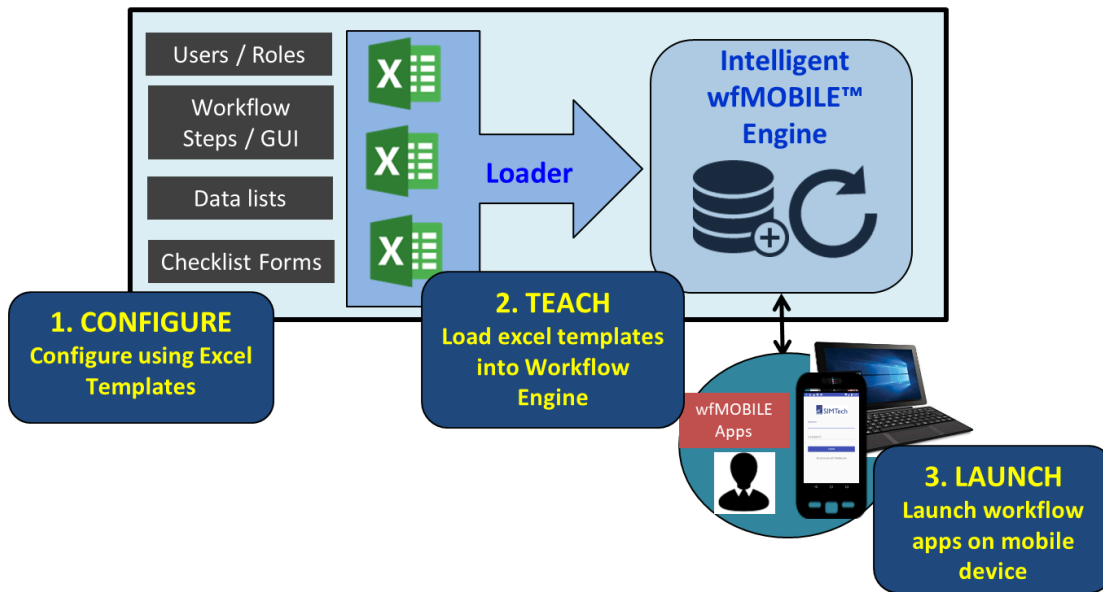 Users / Roles
Workflow
Steps / GUI
Data lists
Checklist Forms
X
X
X
Loader
Intelligent
wfMOBILE™
Engine
1. CONFIGURE
Configure using Excel
Templates
2. TEACH
Load excel templates
into Workflow
Engine
wfMOBILE
Apps
SIMTech
3. LAUNCH
Launch workflow
apps on mobile
device